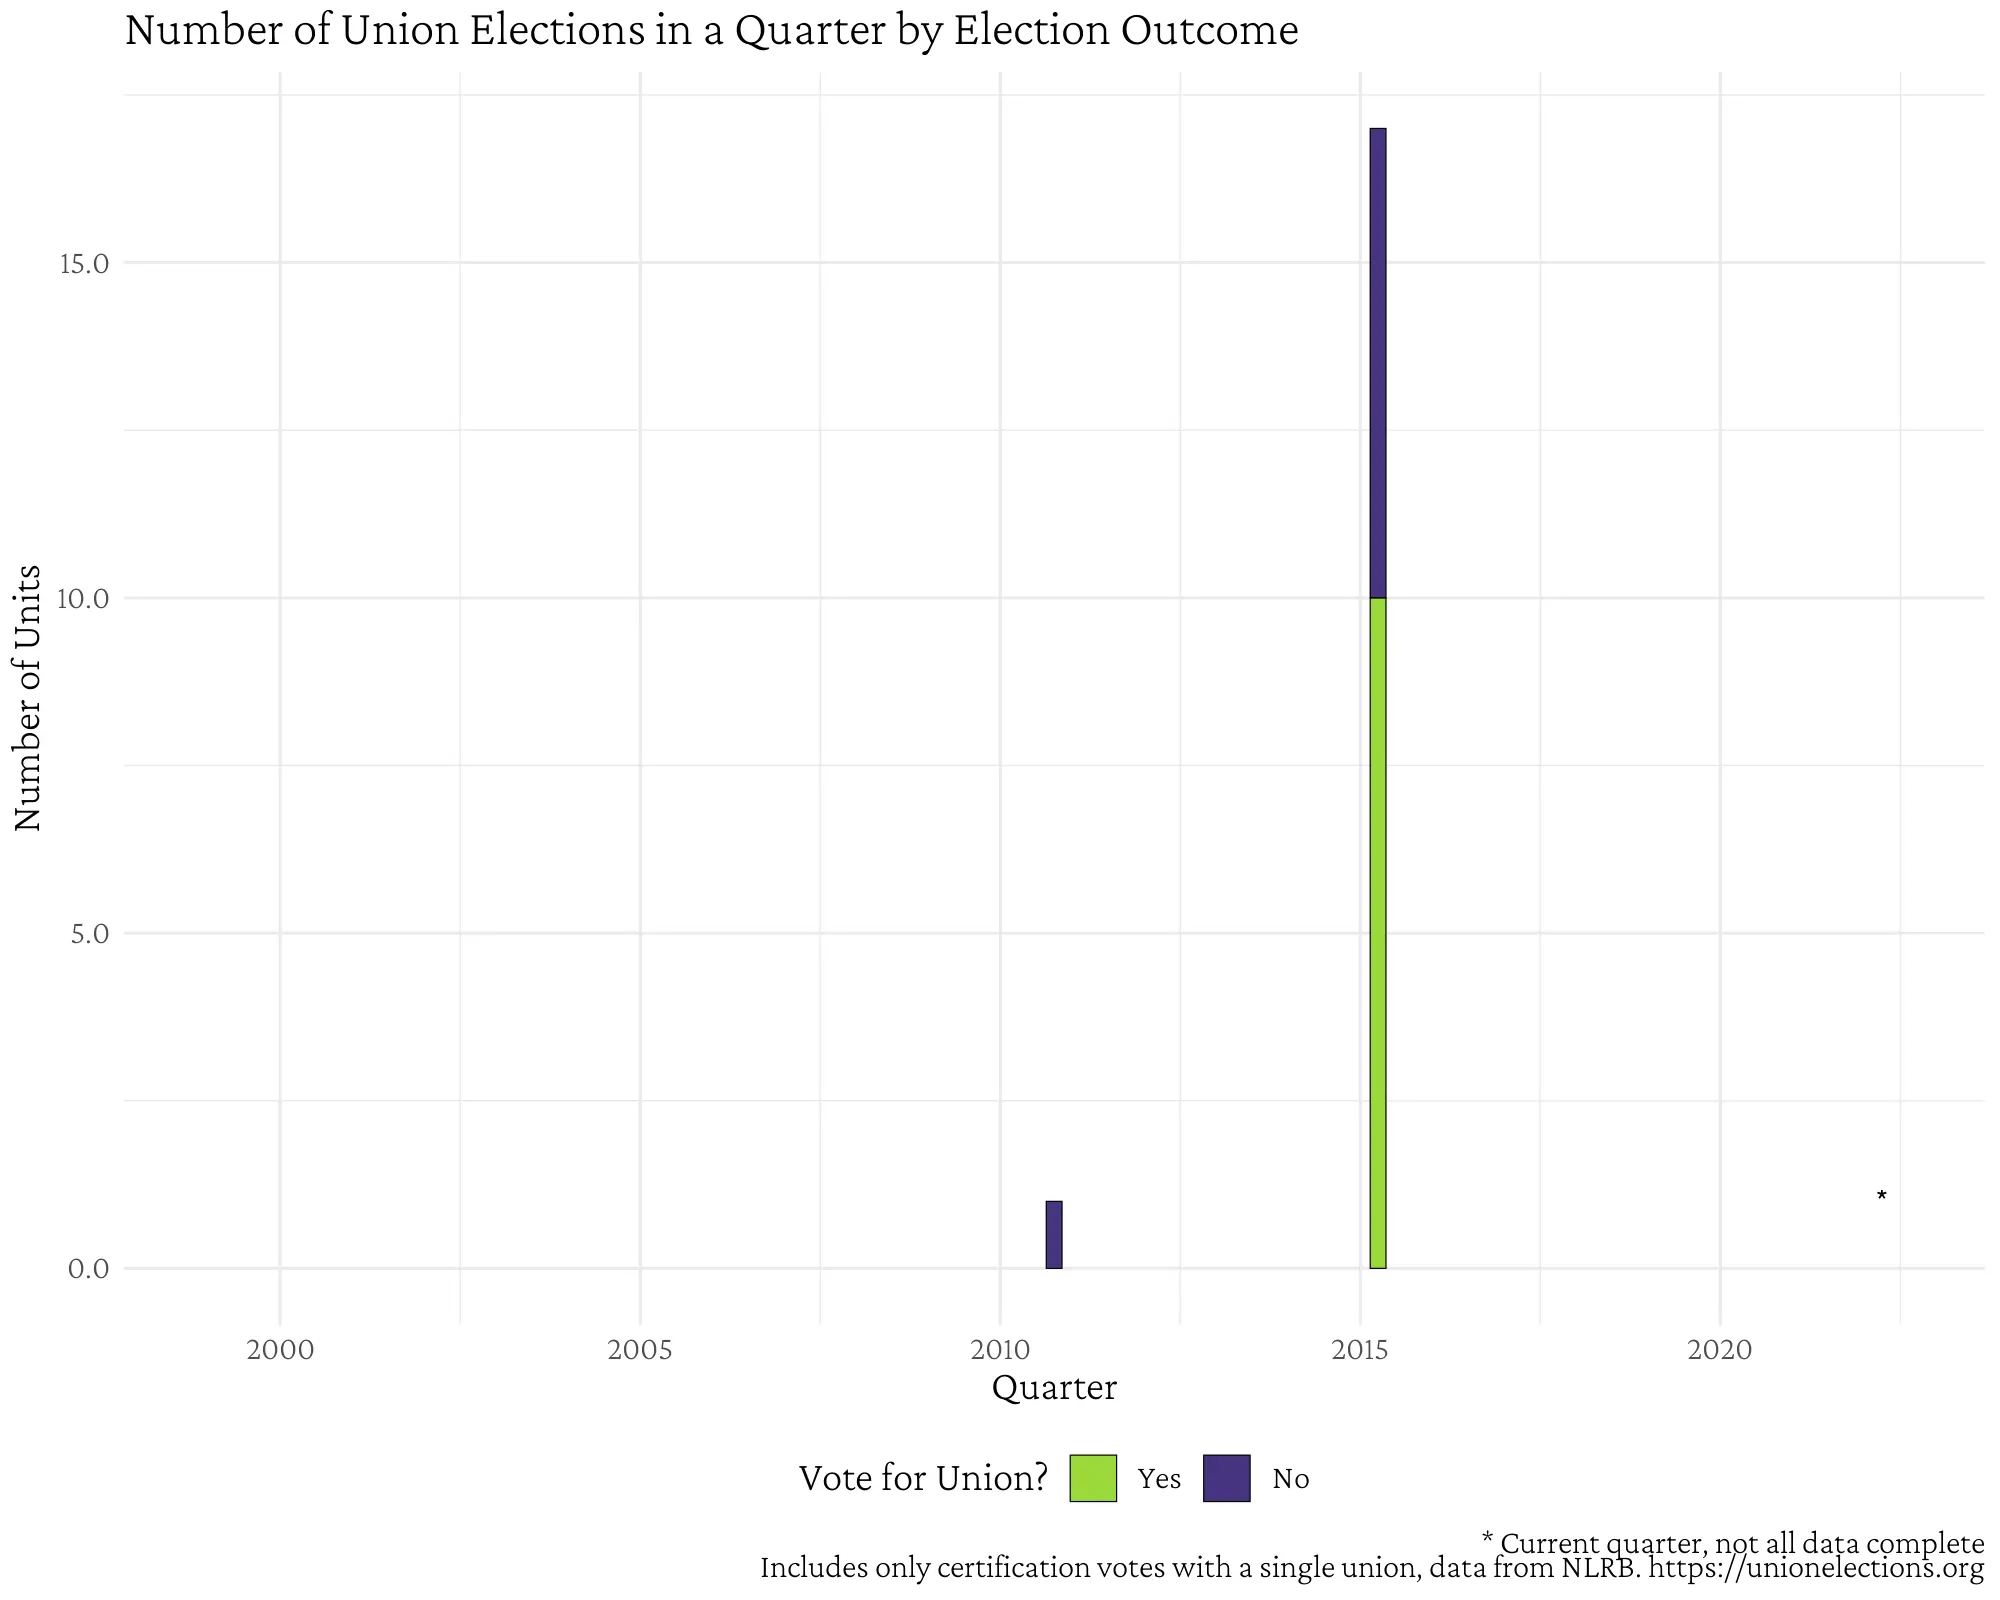 Number of Union Elections in a Quarter by Election Outcome
Number of Units
15.0
10.0
5.0
0.0
*
2000 2005 2010 2015 2020
Quarter
Vote for Union? Yes No
* Current quarter, not all data complete
Includes only certification votes with a single union, data from NLRB. https://unionelections.org